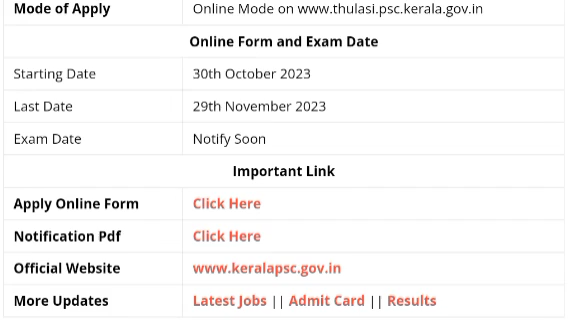 Mode of Apply Online Mode on www.thulasi.psc.kerala.gov.in
Online Form and Exam Date
Starting Date 30th October 2023
Last Date 29th November 2023
Exam Date Notify Soon
Important Link
Apply Online Form Click Here
Notification Pdf Click Here
Official Website www.keralapsc.gov.in
More Updates Latest Jobs || Admit Card || Results